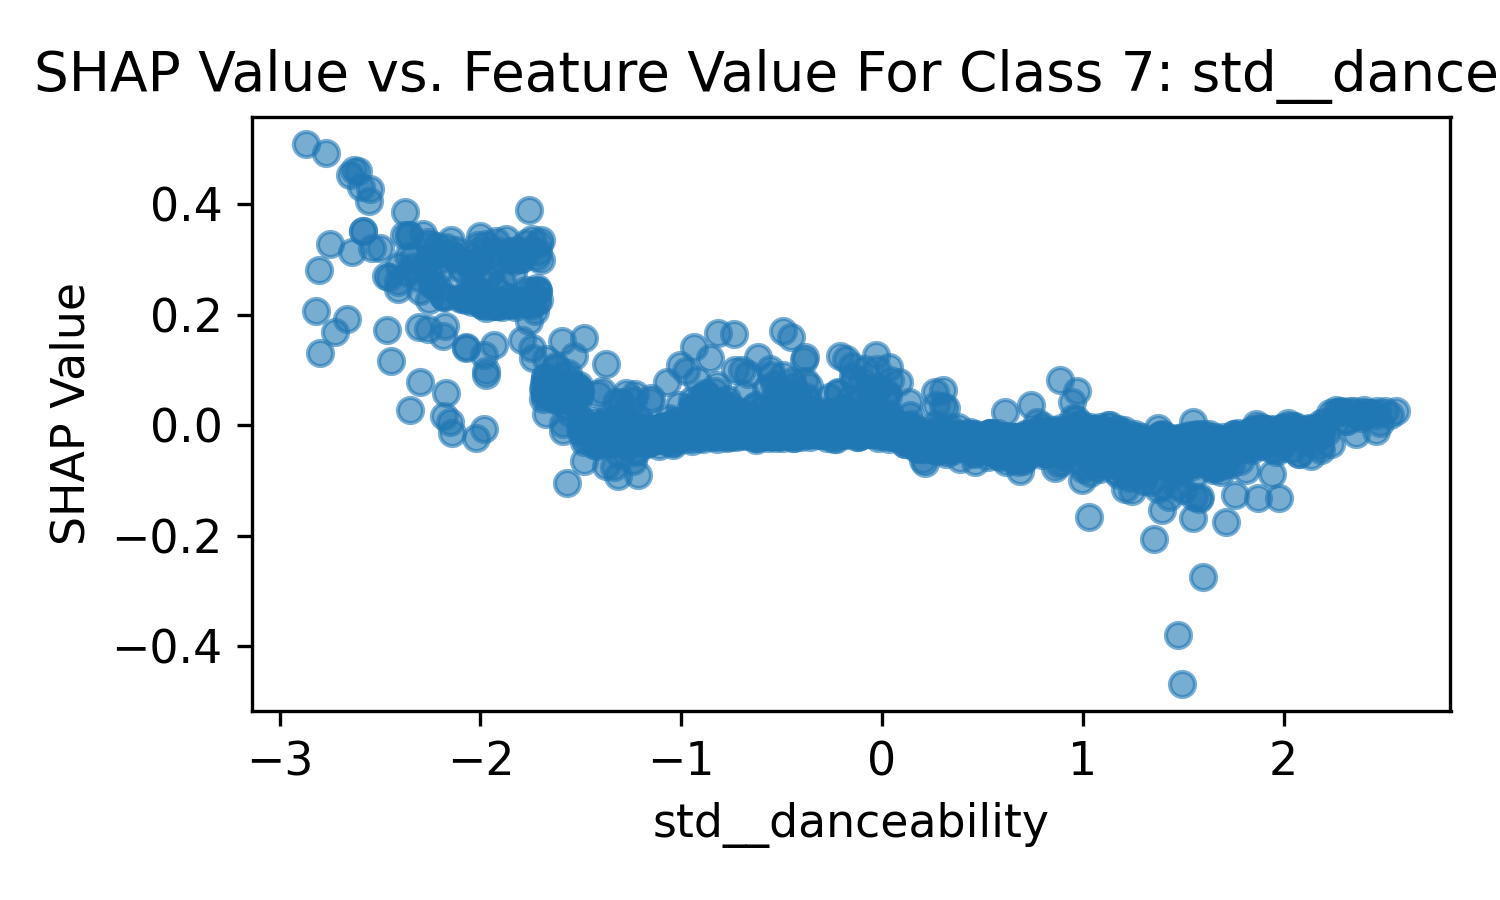 SHAP Value vs. Feature Value For Class 7: std__dance
SHAP Value
0.4
0.2
0.0
−0.2
−0.4
−3 −2 −1 0 1 2
std__danceability